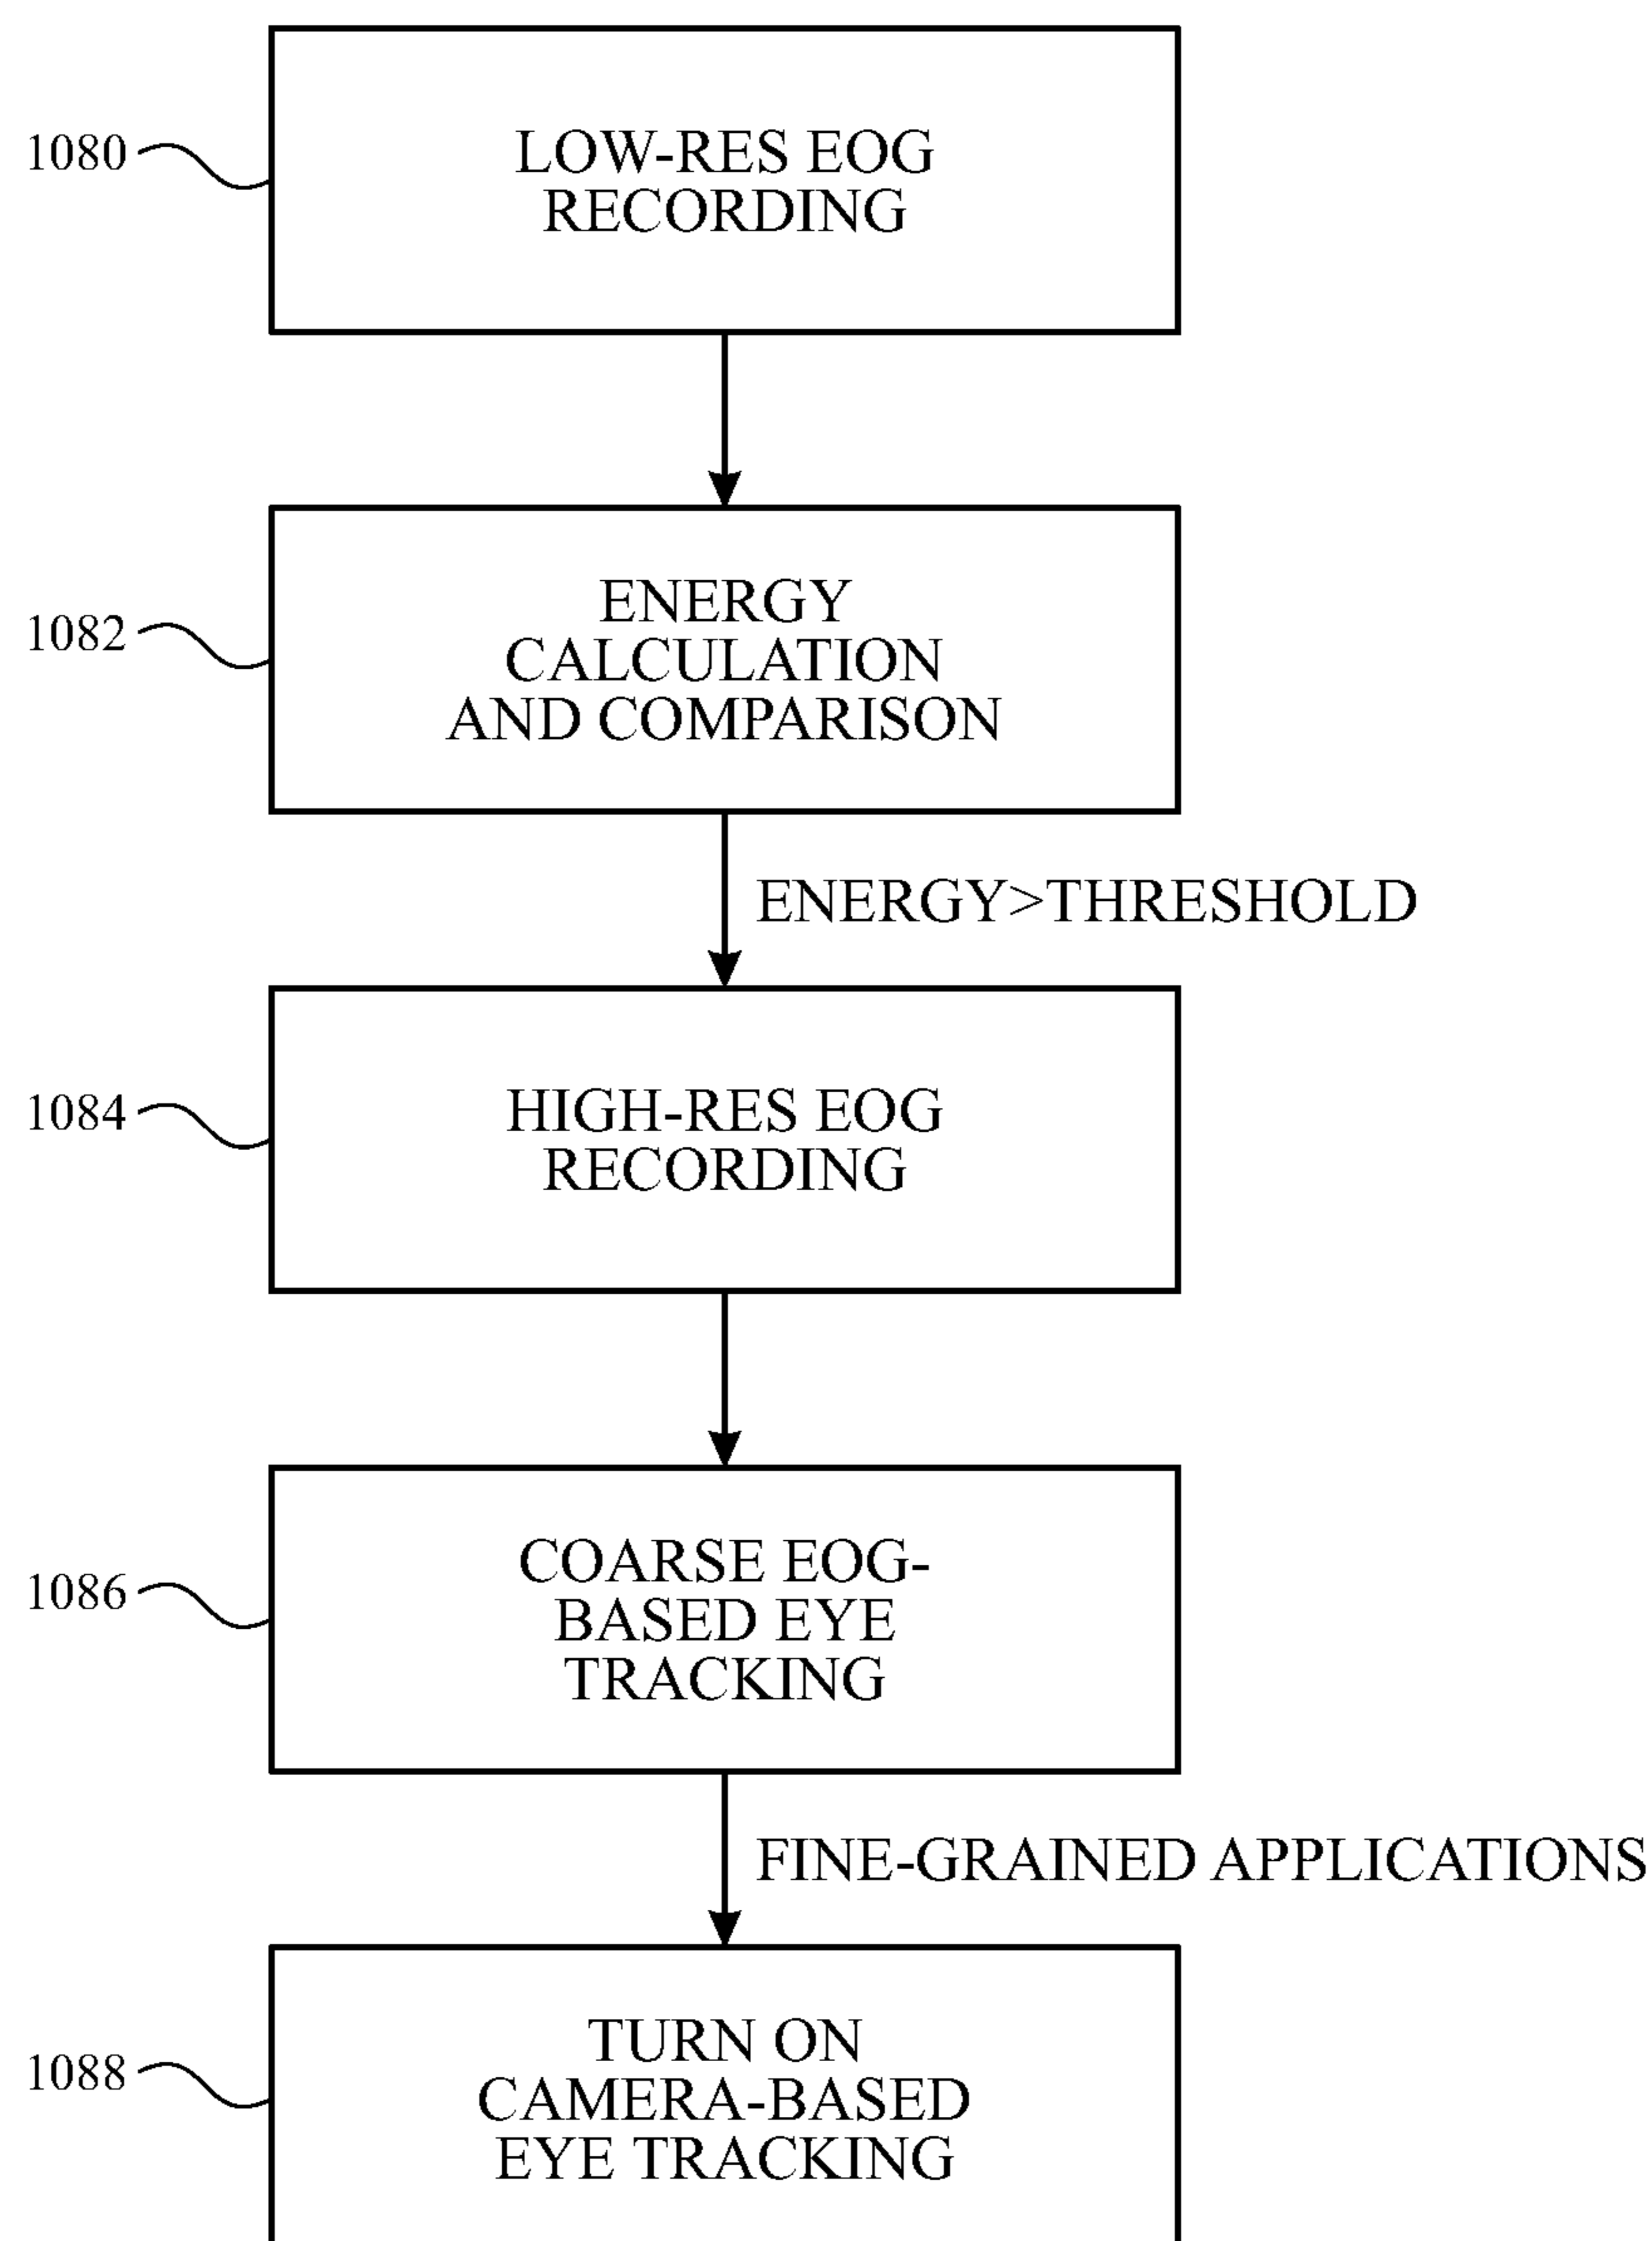 1080
LOW-RES EOG
RECORDING
1082
ENERGY
CALCULATION
AND COMPARISON
ENERGY>THRESHOLD
1084
HIGH-RES EOG
RECORDING
1086
COARSE EOG-
BASED EYE
TRACKING
FINE-GRAINED APPLICATIONS
1088
TURN ON
CAMERA-BASED
EYE TRACKING